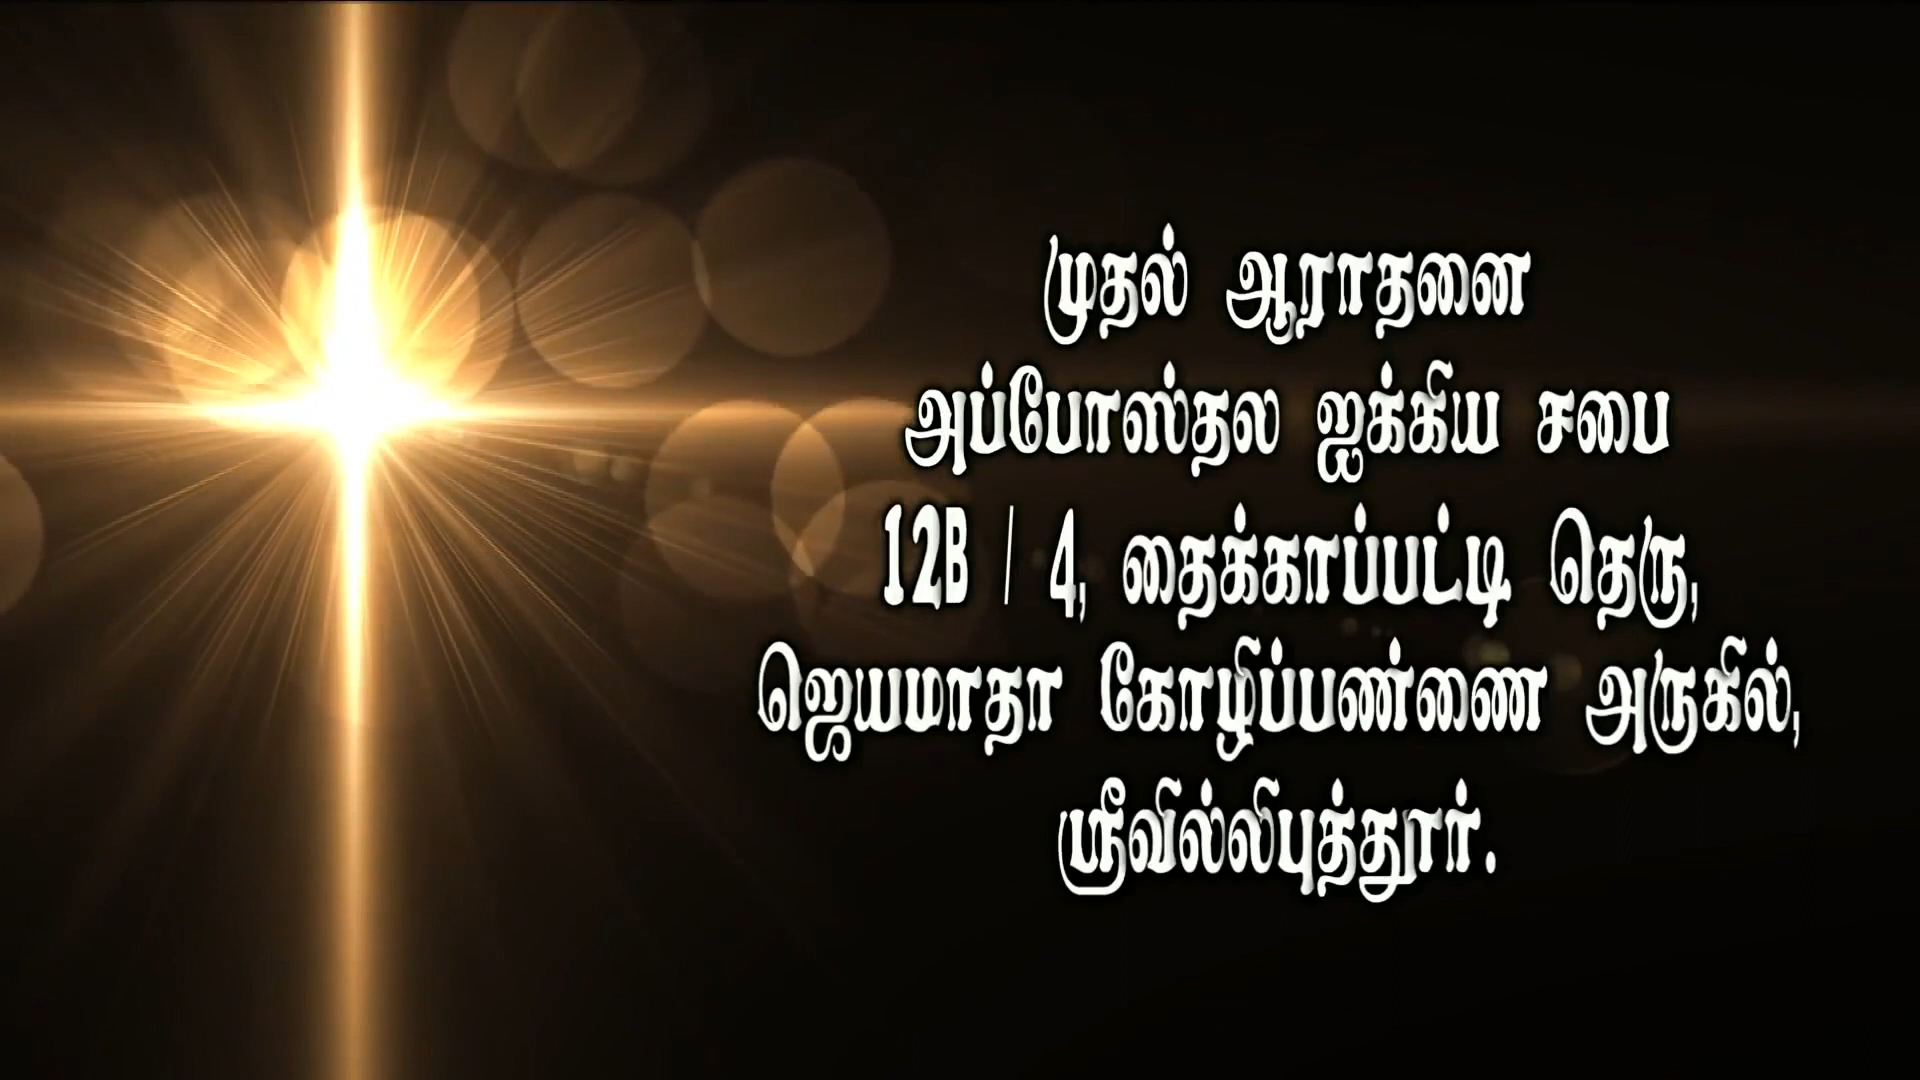 முதல் ஆராதனை
அப்போஸ்தல ஐக்கிய சபை
12B / 4, தைக்காப்பட்டி தெரு,
ஜெயமாதா கோழிப்பண்ணை அருகில்,
ஸ்ரீவில்லிபுத்தூர்.